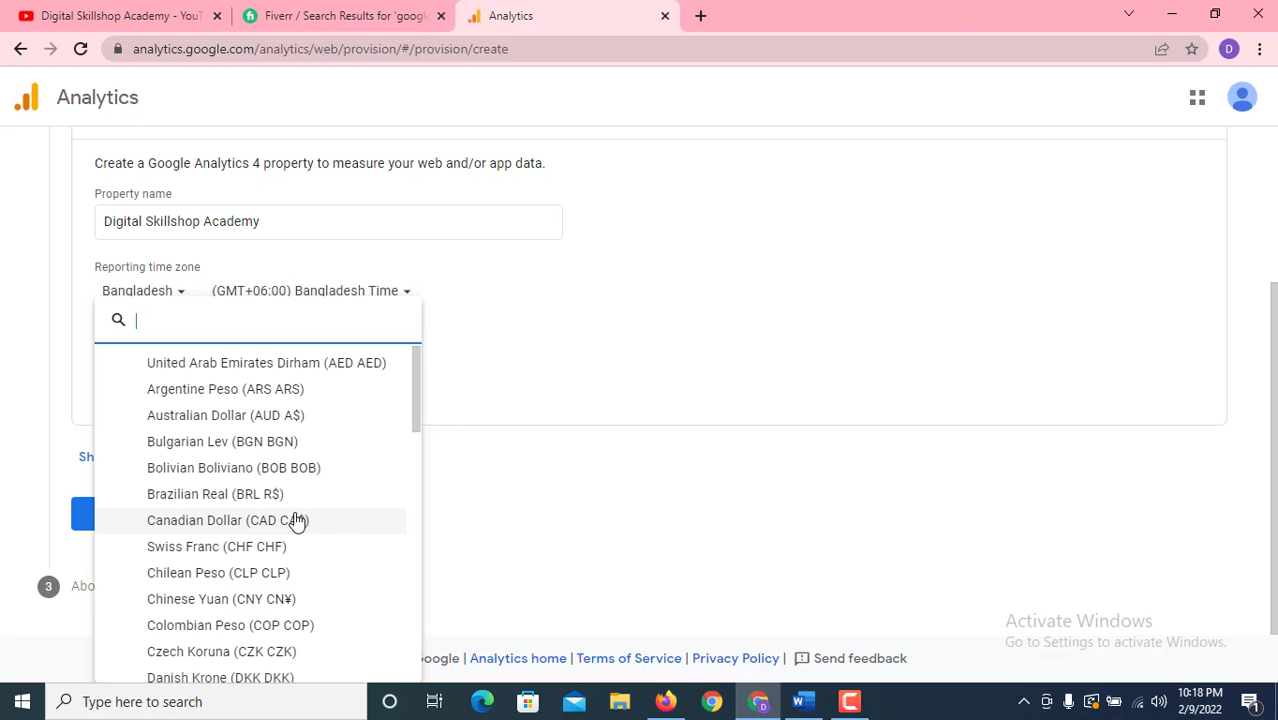 Digital Skillshop Academy - YouT
Fiverr / Search Results for 'google
Analytics
analytics.google.com/analytics/web/provision/#/provision/create
D
Analytics
Create a Google Analytics 4 property to measure your web and/or app data.
Property name
Digital Skillshop Academy
Reporting time zone
Bangladesh
(GMT+06:00) Bangladesh Time
United Arab Emirates Dirham (AED AED)
Argentine Peso (ARS ARS)
Australian Dollar (AUD A$)
Bulgarian Lev (BGN BGN)
Sh
Bolivian Boliviano (BOB BOB)
Brazilian Real (BRL R$)
Canadian Dollar (CAD
Swiss Franc (CHF CHF)
Chilean Peso (CLP CLP)
3
Abo
Chinese Yuan (CNY CN¥)
Colombian Peso (COP COP)
Czech Koruna (CZK CZK)
Danish Krone (DKK DKK)
Activate Windows
Go to Settings to activate Windows.
oogle | Analytics home | Terms of Service | Privacy Policy | Send feedback
Type here to search
10:18 PM
2/9/2022
1